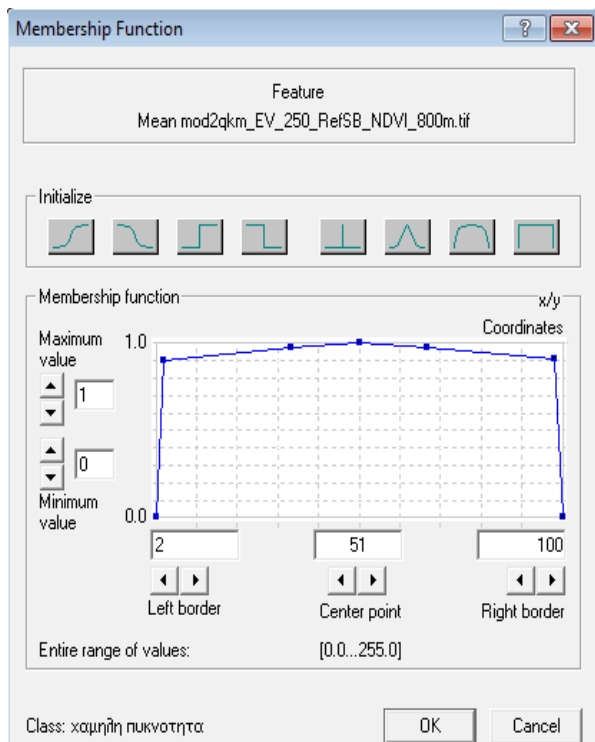 Membership Function
Feature
Mean mod2qkm_EV_250_RefSB_NDVI_800m.tif
Initialize
Membership function
x/y
Coordinates
Maximum
value
1.0
1
0
Minimum
value
0.0
2 51 100
Left border Center point Right border
Entire range of values: [0.0...255.0]
Class: χαμηλη πυκνοτητα
OK Cancel